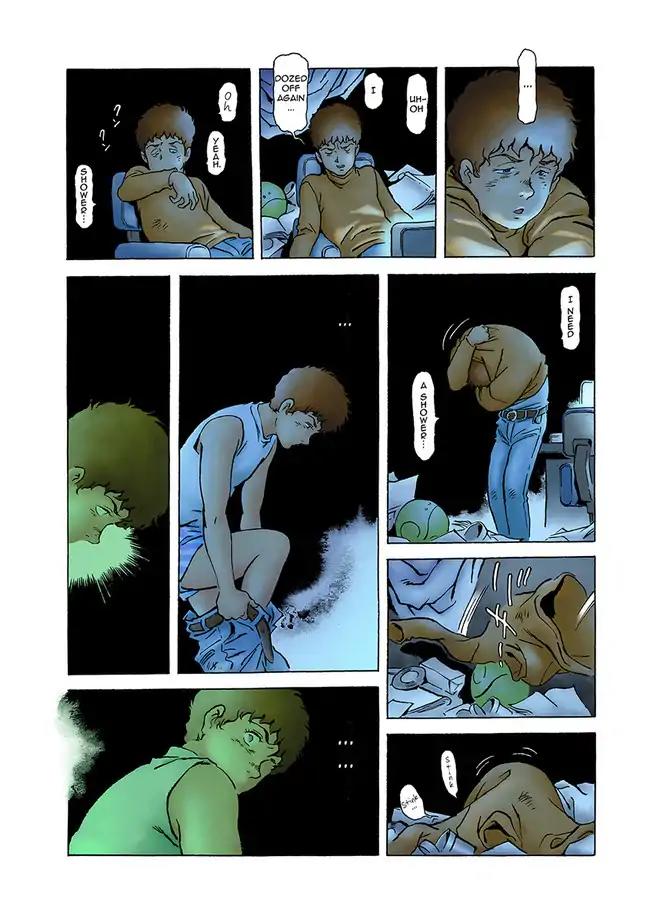 ...
UH-
OH
I
DOZED
OFF
AGAIN
...
Oh
YEAH.
SHOWER...
I NEED
A SHOWER...
Stink
Stink
...
...
...
...